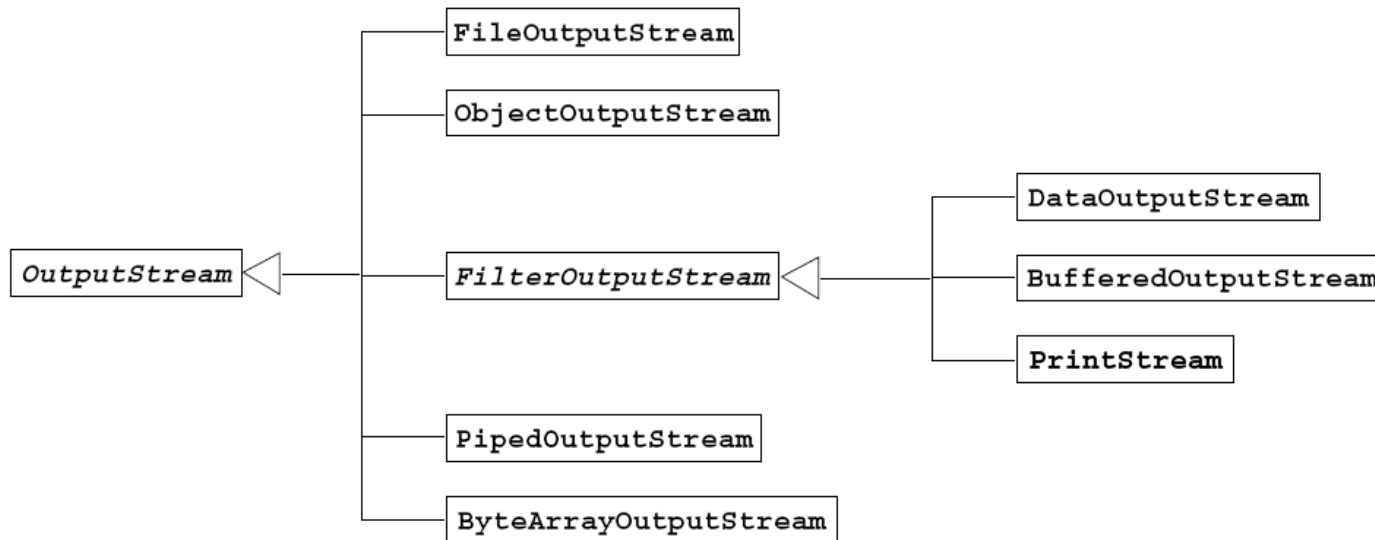 FileOutputStream
ObjectOutputStream
OutputStream
FilterOutputStream
PipedOutputStream
ByteArrayOutputStream
DataOutputStream
BufferedOutputStream
PrintStream